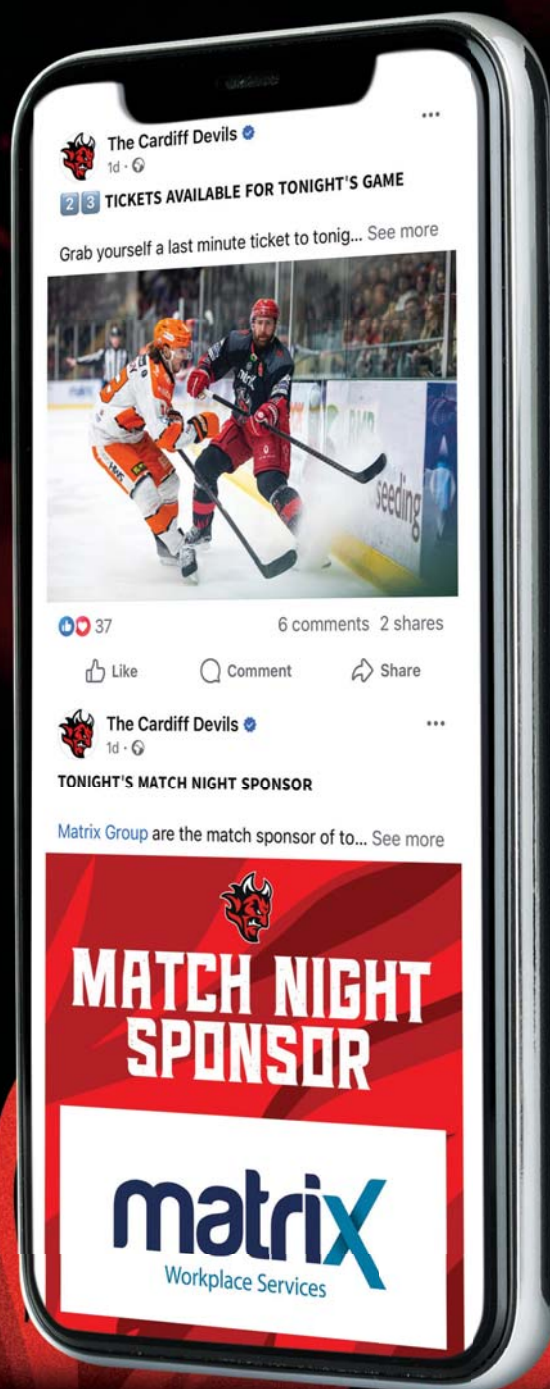 The Cardiff Devils
1d ·
2 3 TICKETS AVAILABLE FOR TONIGHT'S GAME
Grab yourself a last minute ticket to tonig... See more
seeding
37
6 comments 2 shares
Like Comment Share
The Cardiff Devils
1d ·
TONIGHT'S MATCH NIGHT SPONSOR
Matrix Group are the match sponsor of to... See more
MATCH NIGHT
SPONSOR
matrix
Workplace Services